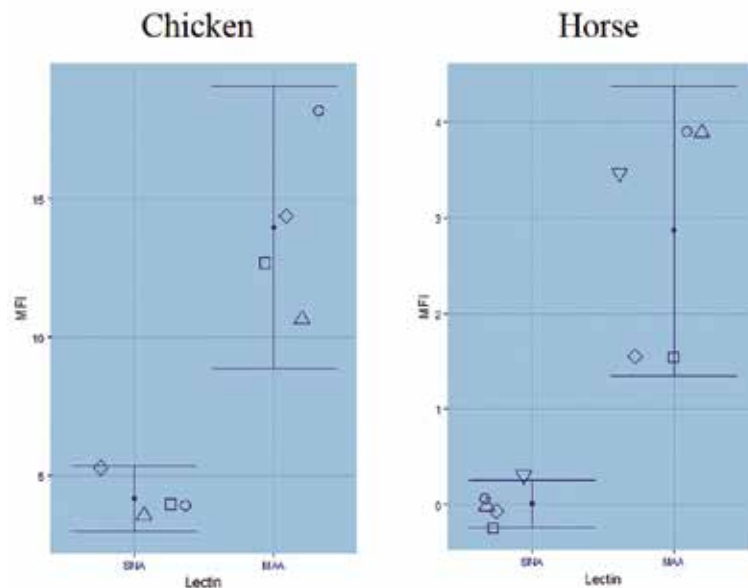 Chicken
Horse
MFI
15
10
5
SNA
MAA
Lectin
MFI
4
3
2
1
0
SNA
MAA
Lectin